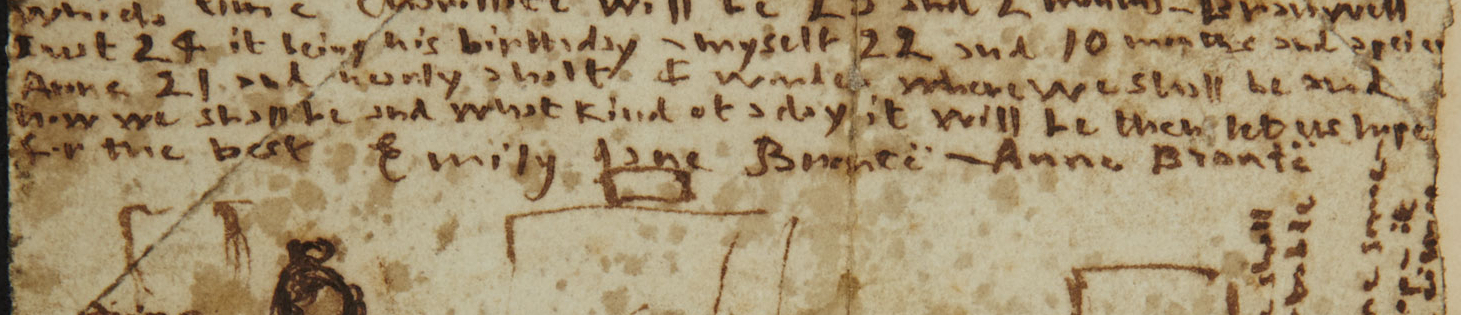 which time Charlotte will be 25 and 2 months - Branwell
Just 24 it being his birthday - myself 22 and 10 months and a peice
Anne 21 and nearly a half I wonder where we shall be and
how we shall be and what kind of a day it will be then let us hope
for the best Emily Jane Brontë - Anne Brontë